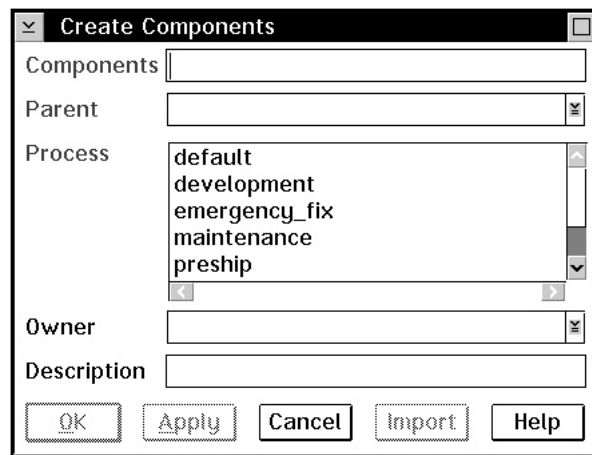 Create Components
Components
Parent
Process
default
development
emergency_fix
maintenance
preship
Owner
Description
OK Apply Cancel Import Help